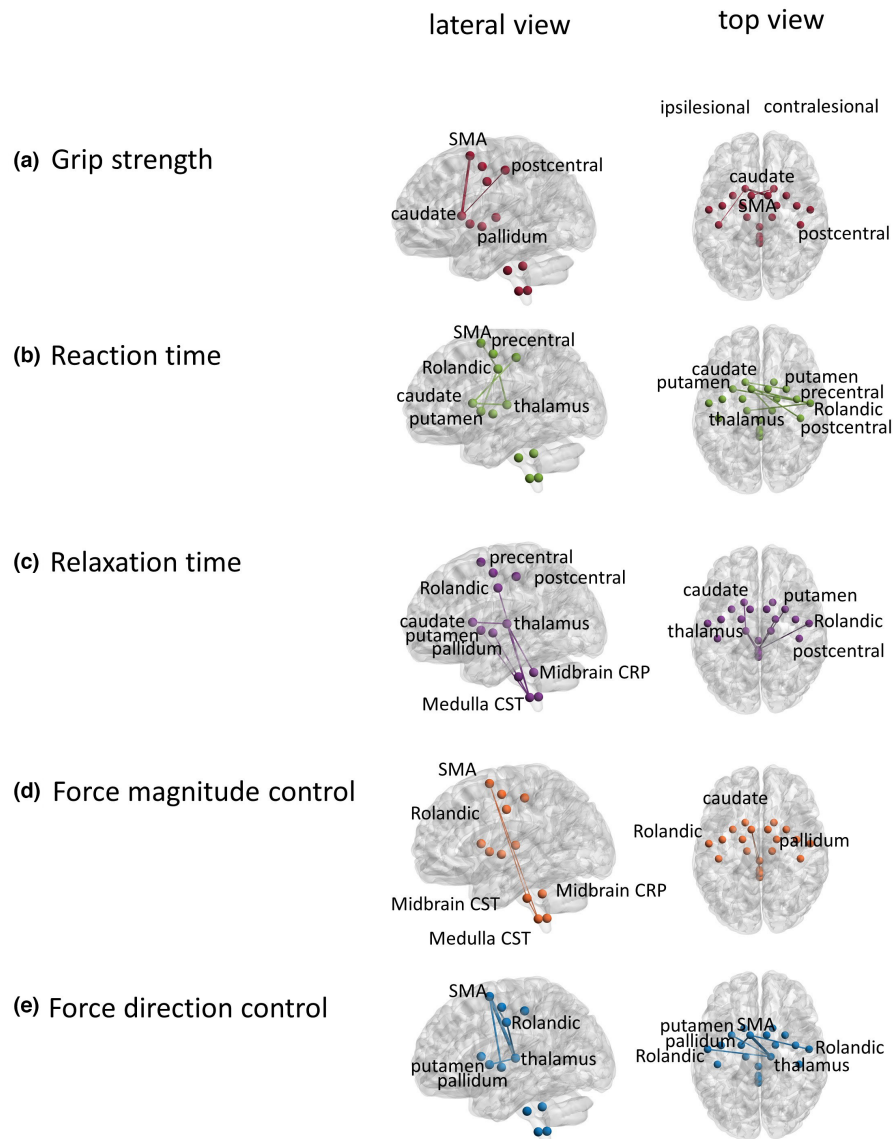 lateral view
top view
ipsilesional contralesional
(a) Grip strength
SMA
postcentral
caudate
pallidum
caudate
SMA
postcentral
(b) Reaction time
SMA
precentral
Rolandic
caudate
putamen
thalamus
caudate
putamen
putamen
precentral
Rolandic
thalamus
postcentral
(c) Relaxation time
precentral
postcentral
Rolandic
caudate
thalamus
putamen
pallidum
Midbrain CRP
Medulla CST
caudate
putamen
thalamus
Rolandic
postcentral
(d) Force magnitude control
SMA
Rolandic
Midbrain CST
Midbrain CRP
Medulla CST
caudate
Rolandic
pallidum
(e) Force direction control
SMA
Rolandic
putamen
thalamus
pallidum
putamen
SMA
pallidum
Rolandic
Rolandic
thalamus